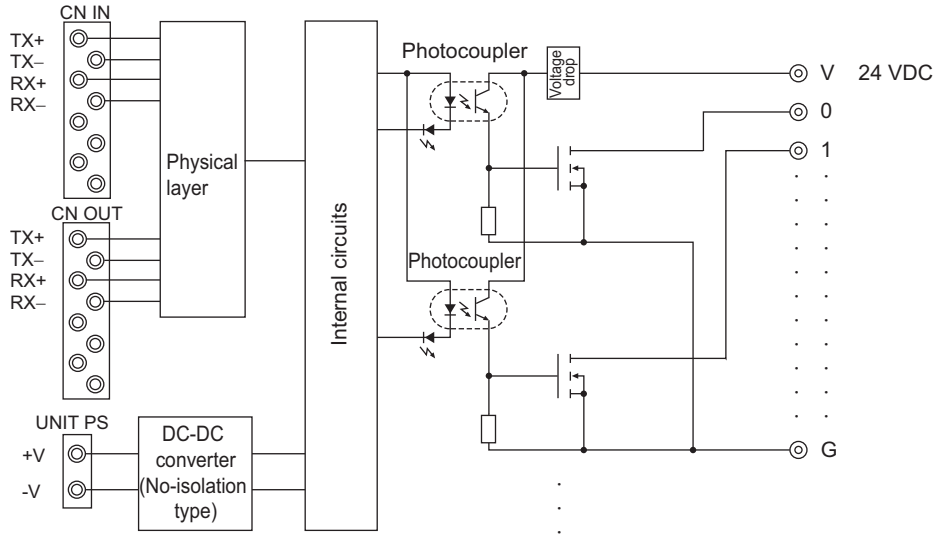 CN IN
TX+
TX−
RX+
RX−
Physical
layer
CN OUT
TX+
TX−
RX+
RX−
UNIT PS
+V
-V
DC-DC
converter
(No-isolation
type)
Internal circuits
Photocoupler
Voltage
drop
Photocoupler
V 24 VDC
0
1
G